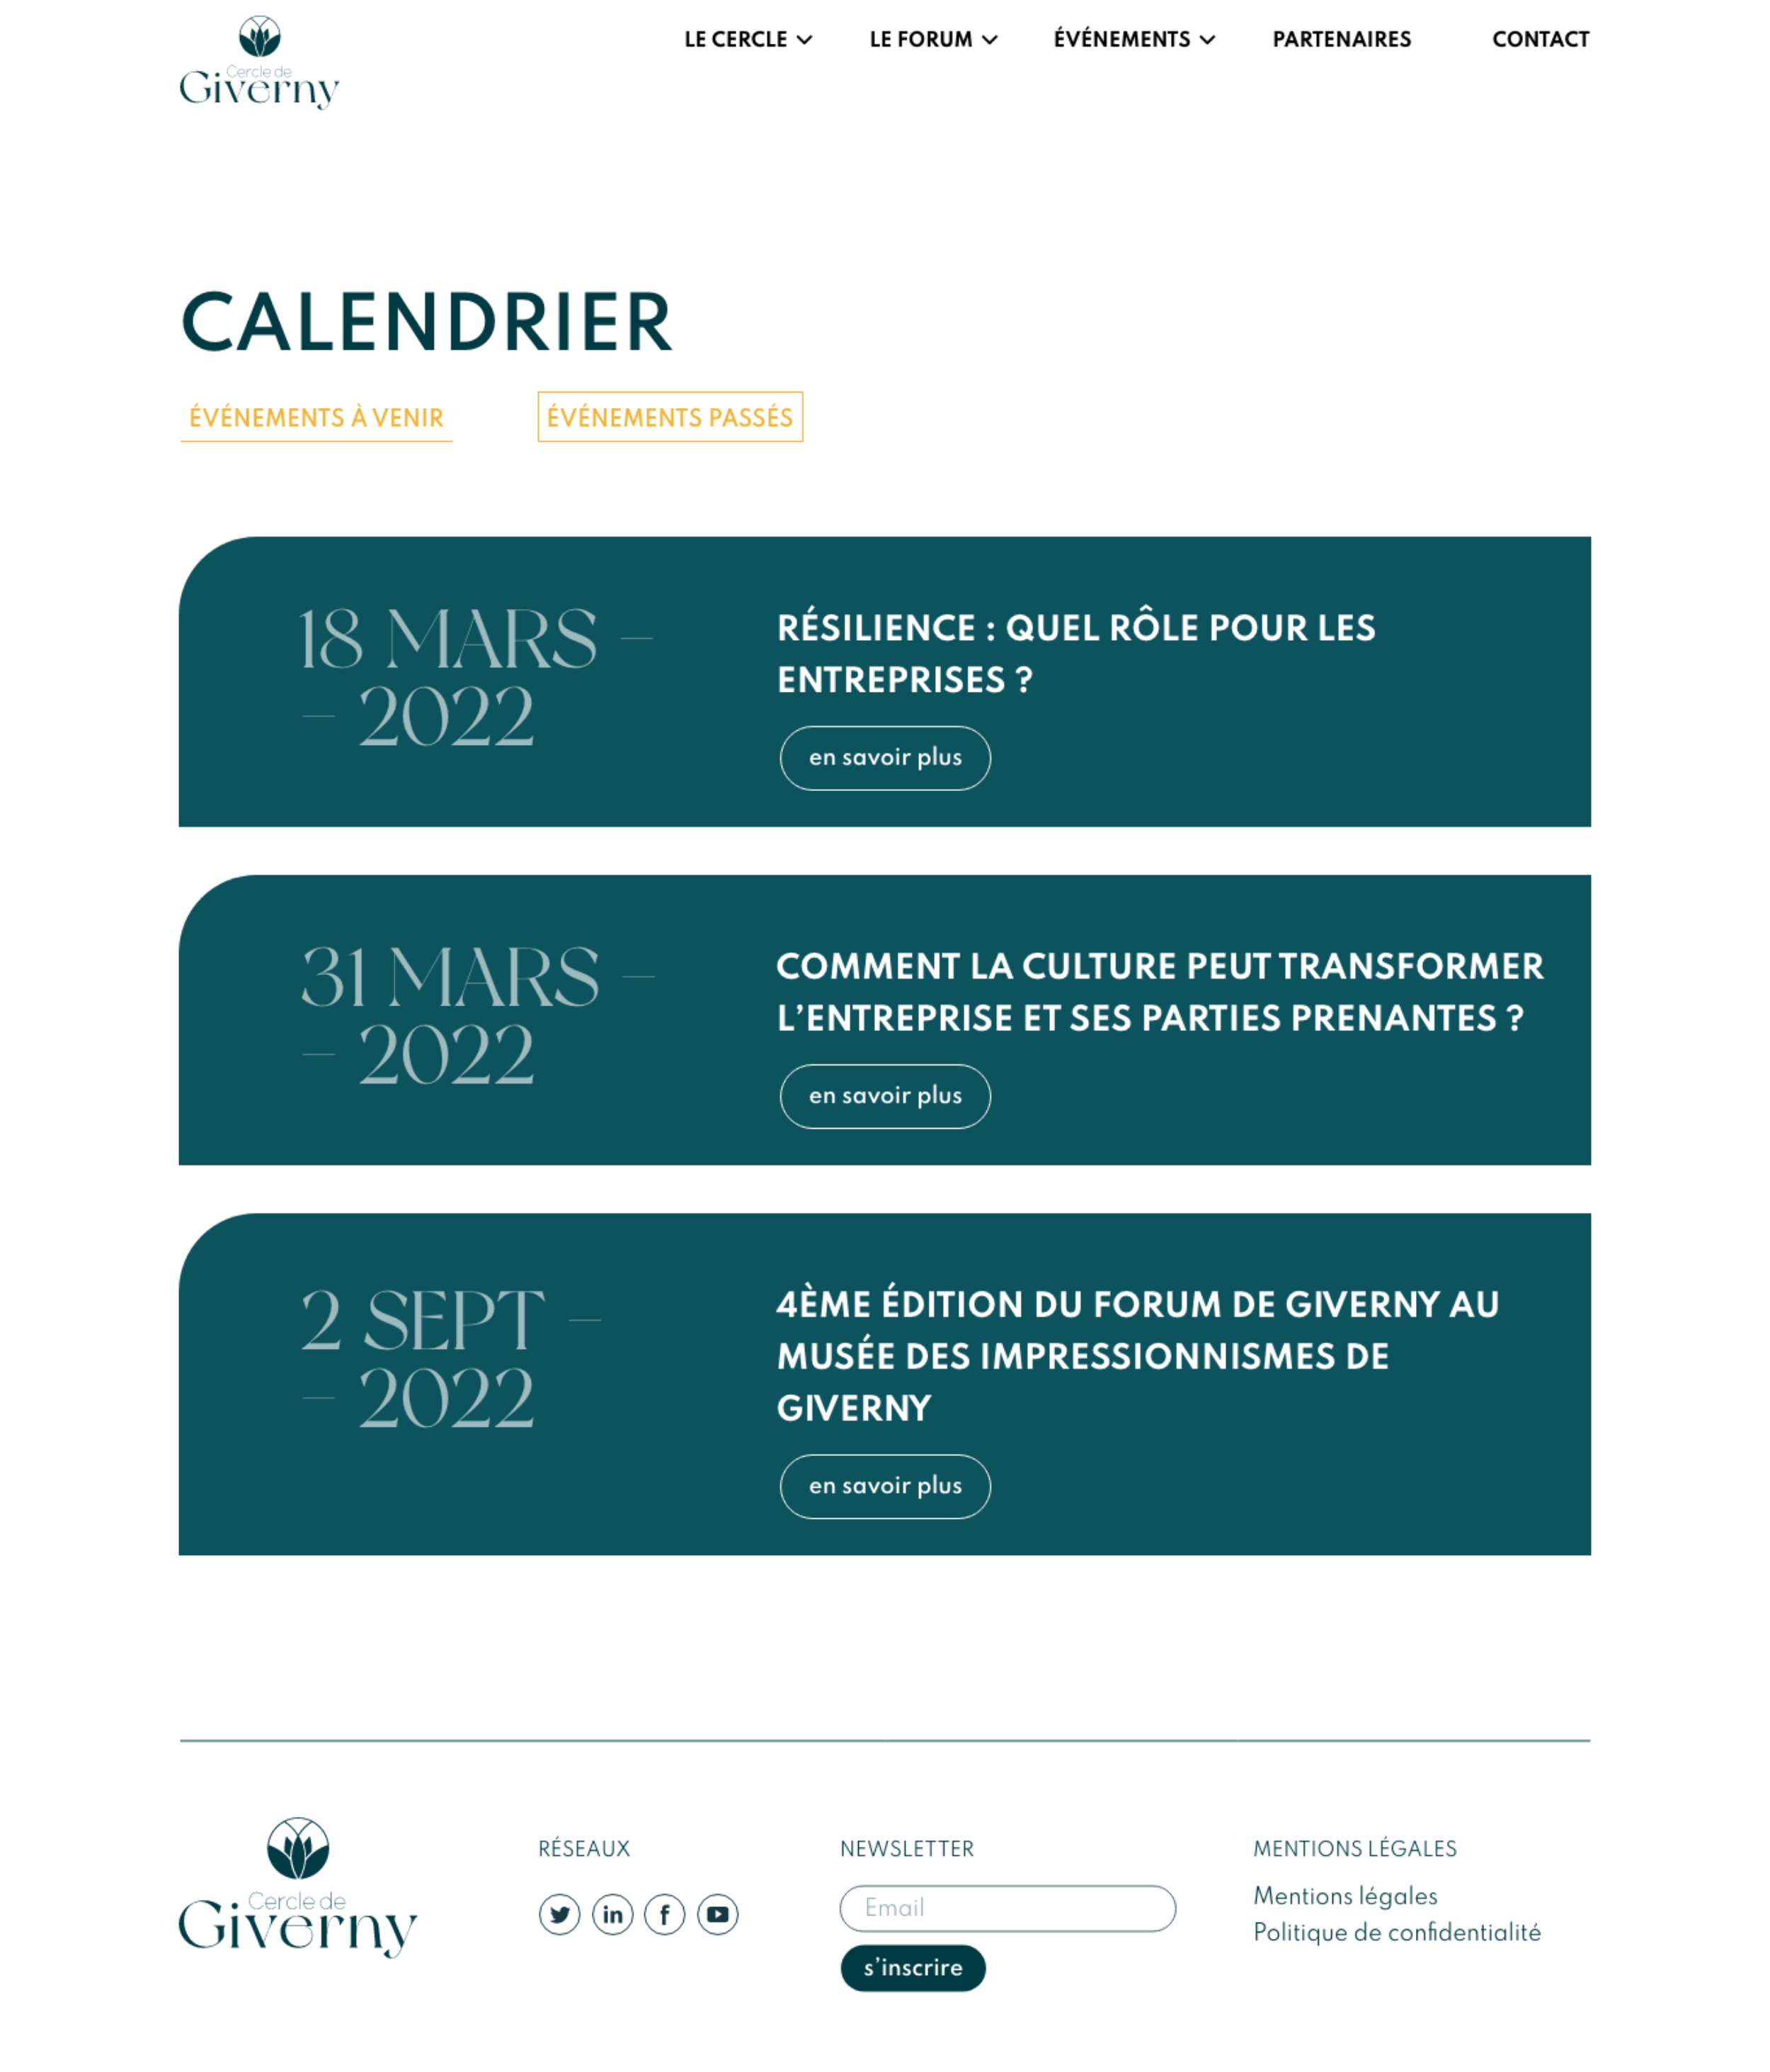 Cercle de
Giverny
LE CERCLE
LE FORUM
ÉVÉNEMENTS
PARTENAIRES
CONTACT
CALENDRIER
ÉVÉNEMENTS À VENIR
ÉVÉNEMENTS PASSÉS
18 MARS –
– 2022
RÉSILIENCE : QUEL RÔLE POUR LES
ENTREPRISES ?
en savoir plus
31 MARS –
– 2022
COMMENT LA CULTURE PEUT TRANSFORMER
L’ENTREPRISE ET SES PARTIES PRENANTES ?
en savoir plus
2 SEPT –
– 2022
4ÈME ÉDITION DU FORUM DE GIVERNY AU
MUSÉE DES IMPRESSIONNISMES DE
GIVERNY
en savoir plus
Cercle de
Giverny
RÉSEAUX
NEWSLETTER
Email
s’inscrire
MENTIONS LÉGALES
Mentions légales
Politique de confidentialité